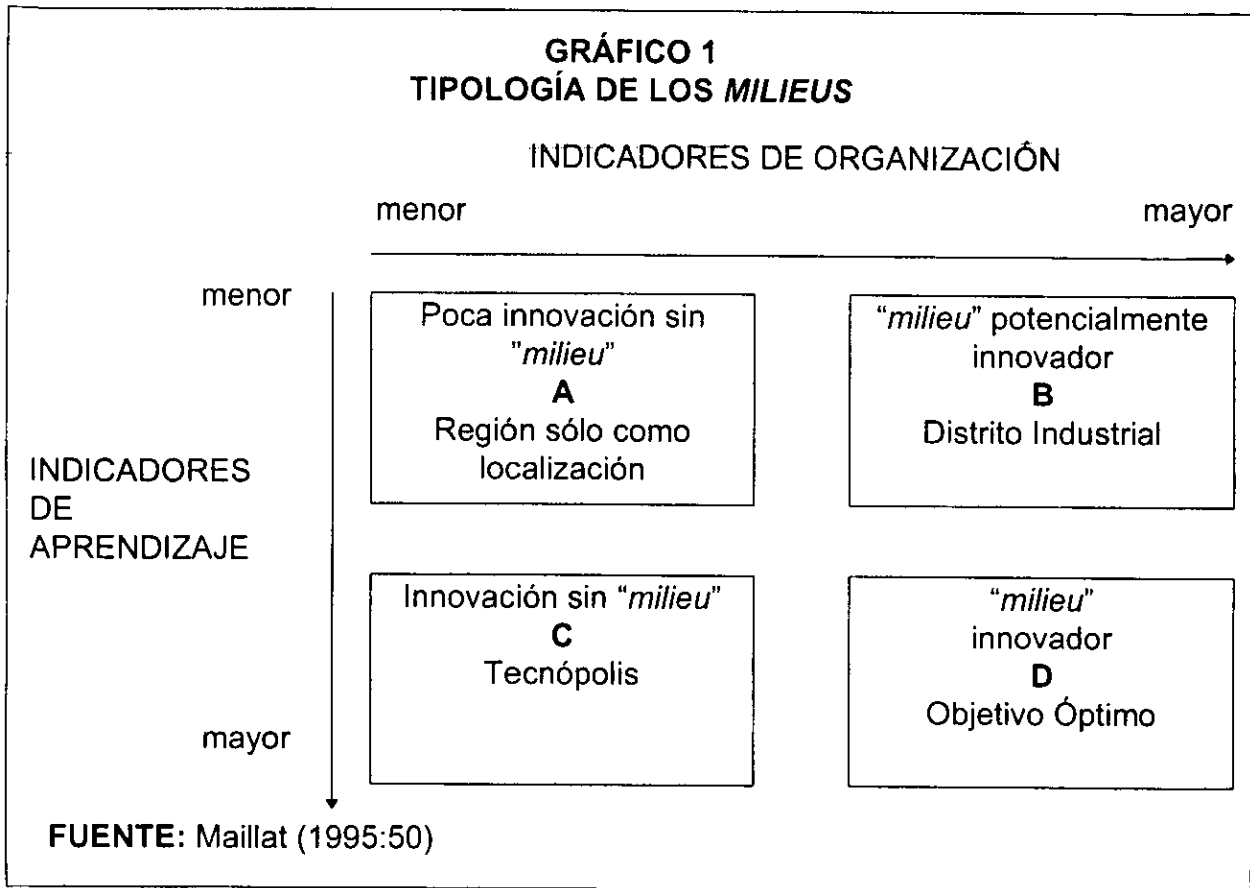 GRÁFICO 1
TIPOLOGÍA DE LOS MILIEUS
INDICADORES DE ORGANIZACIÓN
menor
mayor
menor
Poca innovación sin
"milieu"
A
Región sólo como
localización
“milieu” potencialmente
innovador
B
Distrito Industrial
INDICADORES
DE
APRENDIZAJE
Innovación sin “milieu”
C
Tecnópolis
“milieu”
innovador
D
Objetivo Óptimo
mayor
FUENTE: Maillat (1995:50)